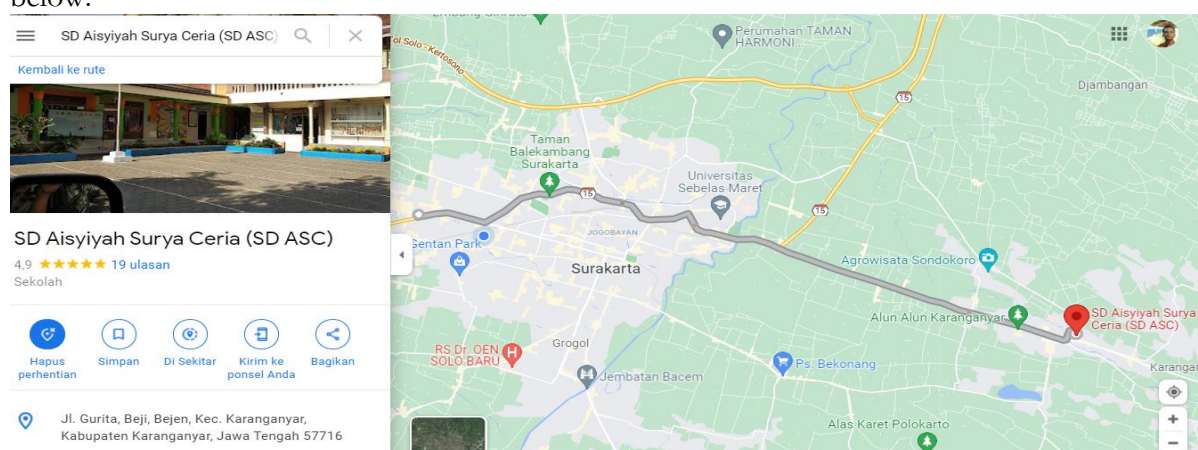 below:
SD Aisyiyah Surya Ceria (SD ASC)
Kembali ke rute
SD Aisyiyah Surya Ceria (SD ASC)
4,9 ★★★★★ 19 ulasan
Sekolah
Hapus
perhentian
Simpan
Di Sekitar
Kirim ke
ponsel Anda
Bagikan
Jl. Gurita, Beji, Bejen, Kec. Karanganyar,
Kabupaten Karanganyar, Jawa Tengah 57716
ol Solo - Kertosono
Perumahan TAMAN
HARMONI
Djambangan
15
Taman
Balekambang
Surakarta
Universitas
Sebelas Maret
15
15
JOGOBAYAN
Gentan Park
Surakarta
Agrowisata Sondokoro
Alun Alun Karanganyar
SD Aisyiyah Surya
Ceria (SD ASC)
Grogol
RS Dr. OEN
SOLO BARU
H
Ps. Bekonang
Karangan
Jembatan Bacem
Alas Karet Polokarto